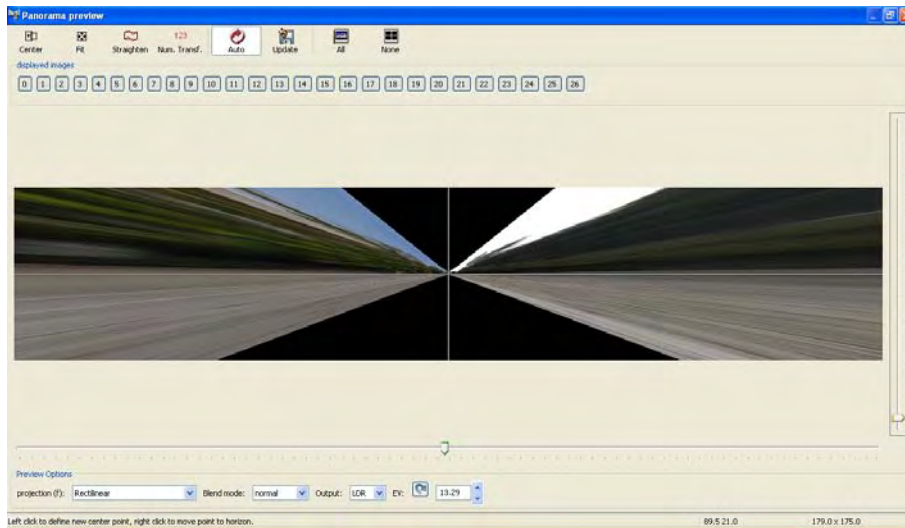 Panorama preview
Center Fit Straighten Num. Transf. Auto Update All None
123
displayed images
0 1 2 3 4 5 6 7 8 9 10 11 12 13 14 15 16 17 18 19 20 21 22 23 24 25 26
Preview Options
projection (f): Rectilinear Blend mode: normal Output: LDR EV: 13.29
Left click to define new center point, right click to move point to horizon. 89.5 21.0 179.0 x 175.0